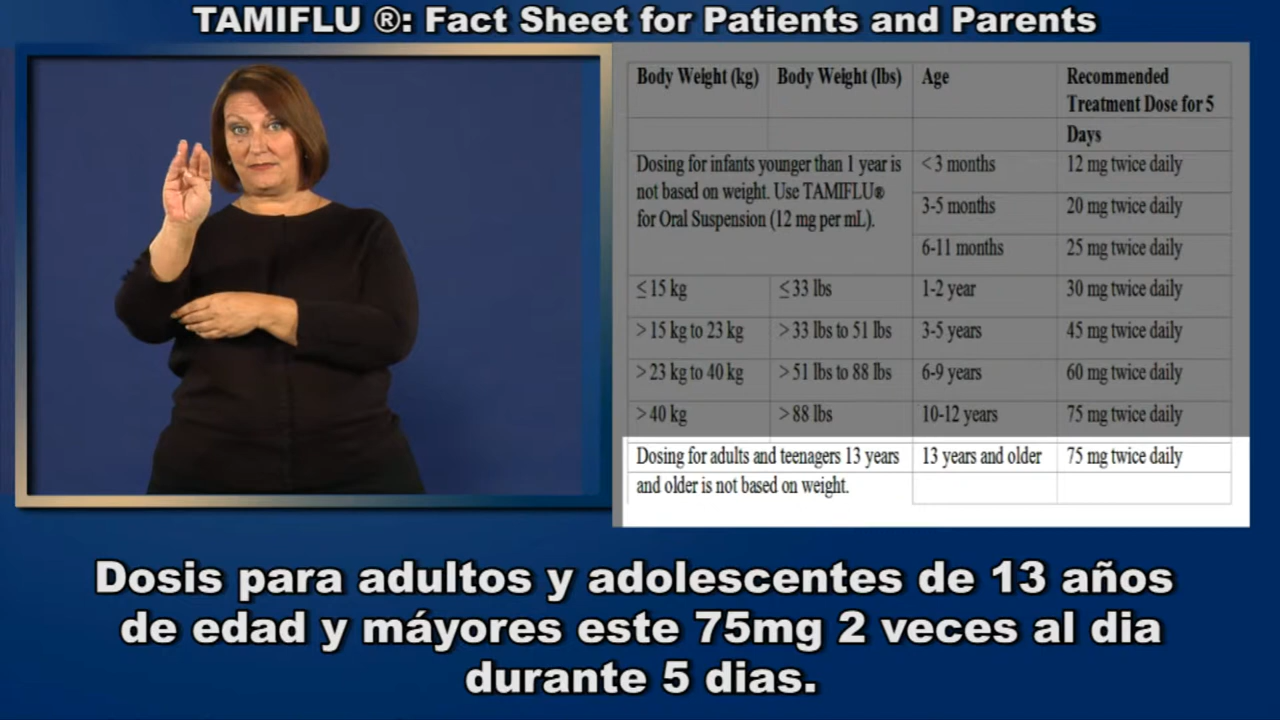 TAMIFLU ®: Fact Sheet for Patients and Parents
Body Weight (kg) Body Weight (lbs) Age Recommended
Treatment Dose for 5
Days
Dosing for infants younger than 1 year is < 3 months 12 mg twice daily
not based on weight. Use TAMIFLU® 3-5 months 20 mg twice daily
for Oral Suspension (12 mg per mL).
6-11 months 25 mg twice daily
≤ 15 kg ≤ 33 lbs 1-2 year 30 mg twice daily
> 15 kg to 23 kg > 33 lbs to 51 lbs 3-5 years 45 mg twice daily
> 23 kg to 40 kg > 51 lbs to 88 lbs 6-9 years 60 mg twice daily
> 40 kg > 88 lbs 10-12 years 75 mg twice daily
Dosing for adults and teenagers 13 years 13 years and older 75 mg twice daily
and older is not based on weight.
Dosis para adultos y adolescentes de 13 años
de edad y máyores este 75mg 2 veces al dia
durante 5 dias.